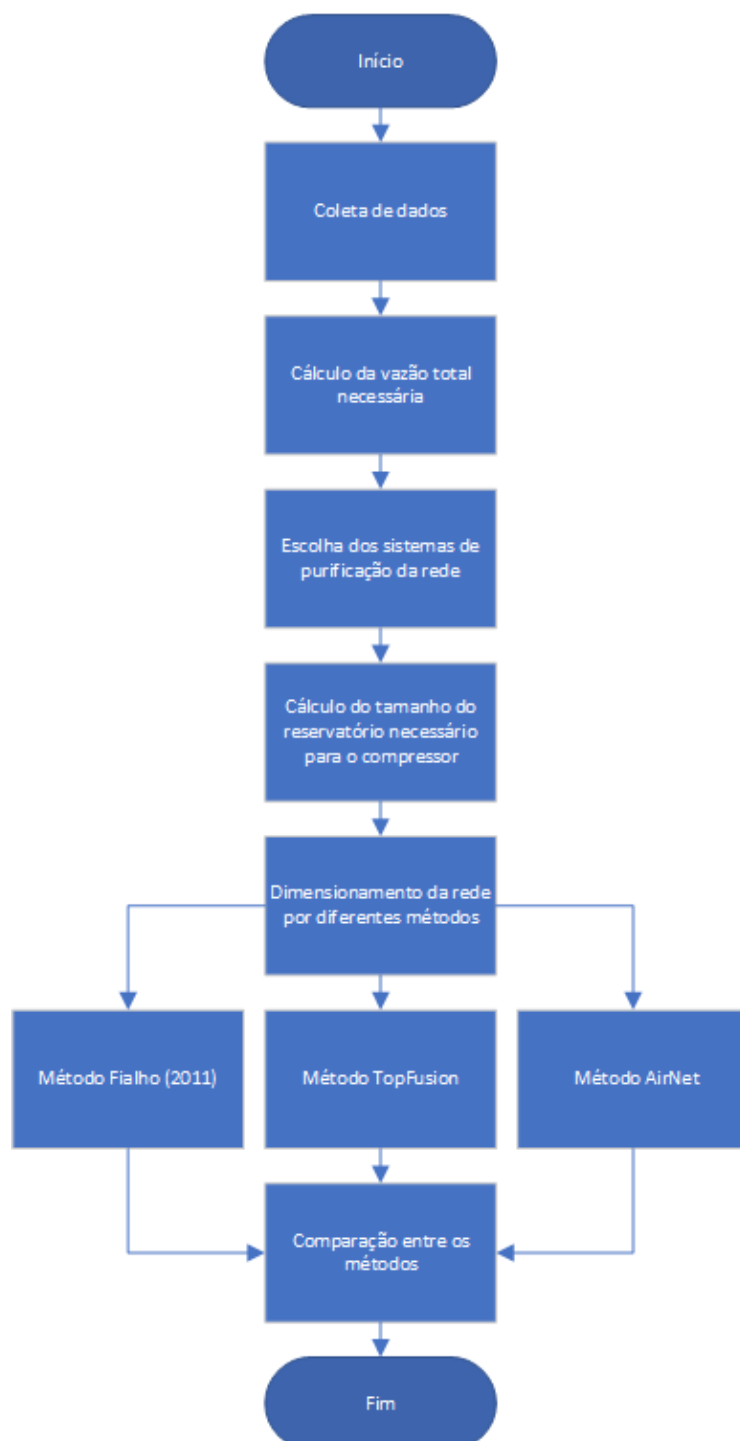 Início
Coleta de dados
Cálculo da vazão total
necessária
Escolha dos sistemas de
purificação da rede
Cálculo do tamanho do
reservatório necessário
para o compressor
Dimensionamento da rede
por diferentes métodos
Método Fialho (2011)
Método TopFusion
Método AirNet
Comparação entre os
métodos
Fim